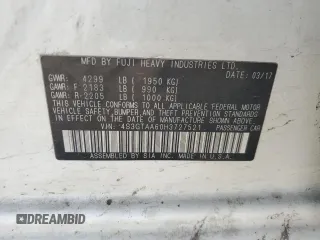 MFD. BY FUJI HEAVY INDUSTRIES LTD.
GVWR: 4299 LB (1950 KG) DATE: 03/17
GAWR: F 2183 LB (990 KG)
GAWR: R-2205 LB (1000 KG)
THIS VEHICLE CONFORMS TO ALL APPLICABLE FEDERAL MOTOR VEHICLE
SAFETY, BUMPER AND THEFT PREVENTION STANDARDS IN EFFECT ON THE DATE
OF MANUFACTURE SHOWN ABOVE.
VIN: 4S3GTAA60H3727521 PASSENGER CAR
ASSEMBLED BY SIA INC. MADE IN U.S.A.
DREAMBID